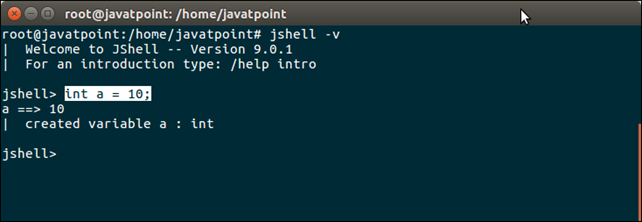 root@javatpoint: /home/javatpoint
root@javatpoint:/home/javatpoint# jshell -v
|  Welcome to JShell -- Version 9.0.1
|  For an introduction type: /help intro
jshell> int a = 10;
a ==> 10
|  created variable a : int
jshell>